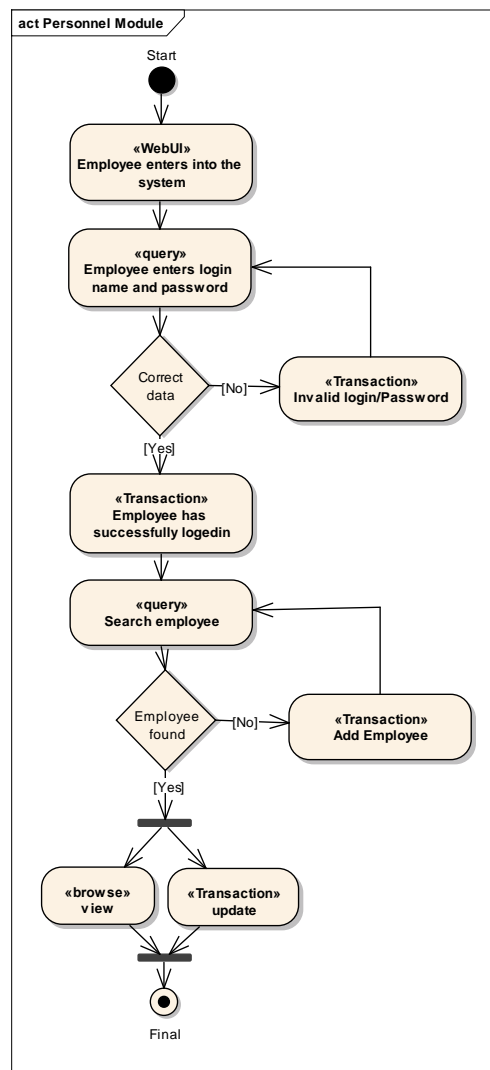 act Personnel Module
Start
«WebUI»
Employee enters into the
system
«query»
Employee enters login
name and password
Correct
data
[No]
«Transaction»
Invalid login/Password
[Yes]
«Transaction»
Employee has
successfully logedin
«query»
Search employee
Employee
found
[No]
«Transaction»
Add Employee
[Yes]
«browse»
view
«Transaction»
update
Final